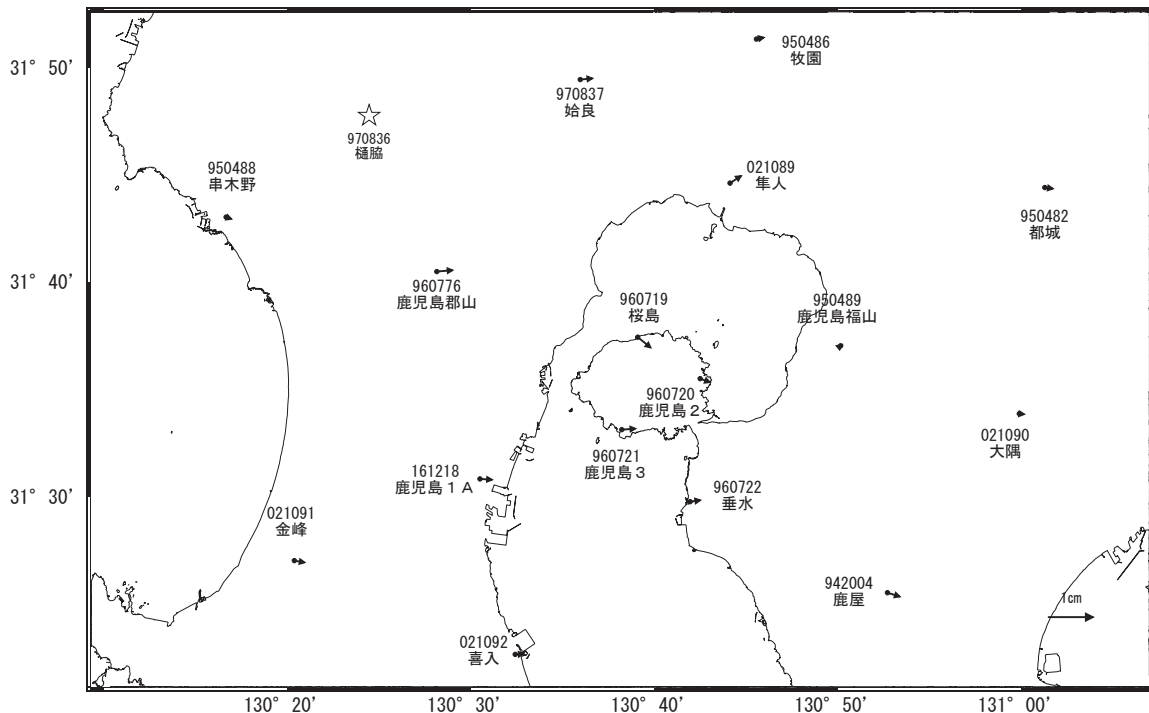 950486
牧園
31° 50'
970837
姶良
970836
樋脇
950488
串木野
021089
隼人
950482
都城
31° 40'
960776
鹿児島郡山
960719
桜島
950489
鹿児島福山
960720
鹿児島２
021090
大隅
960721
鹿児島３
161218
鹿児島１Ａ
31° 30'
960722
垂水
021091
金峰
942004
鹿屋
1cm
021092
喜入
130° 20'
130° 30'
130° 40'
130° 50'
131° 00'